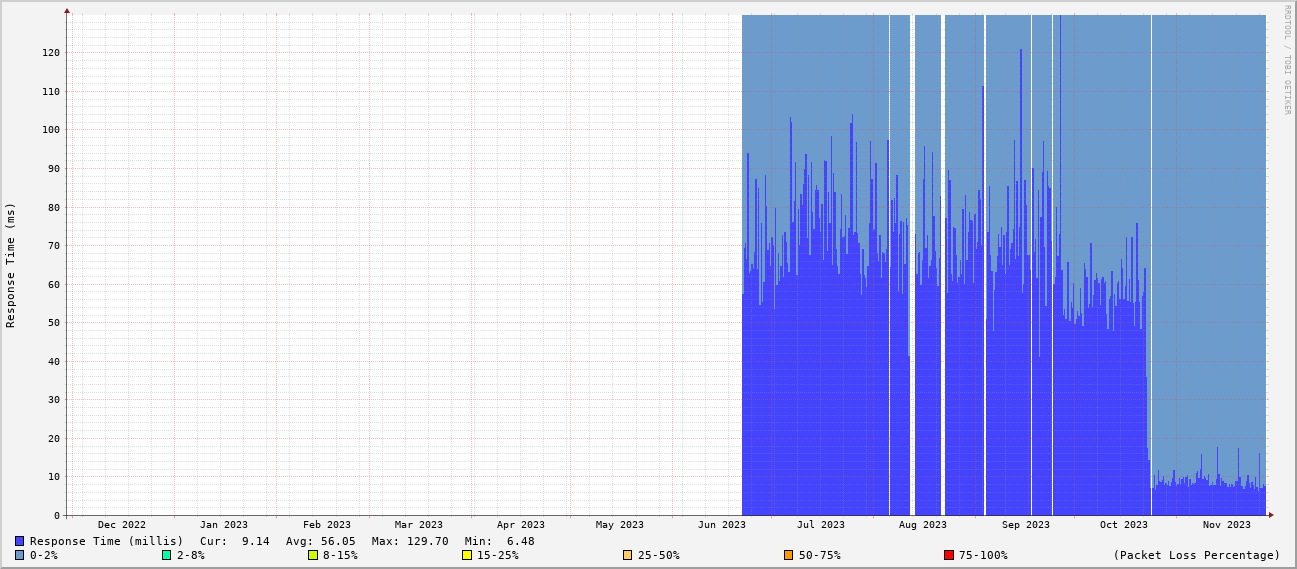 RRDTOOL / TOBI OETIKER
Response Time (ms)
120
110
100
90
80
70
60
50
40
30
20
10
0
Dec 2022 Jan 2023 Feb 2023 Mar 2023 Apr 2023 May 2023 Jun 2023 Jul 2023 Aug 2023 Sep 2023 Oct 2023 Nov 2023
Response Time (millis) Cur: 9.14 Avg: 56.05 Max: 129.70 Min: 6.48
0-2% 2-8% 8-15% 15-25% 25-50% 50-75% 75-100% (Packet Loss Percentage)